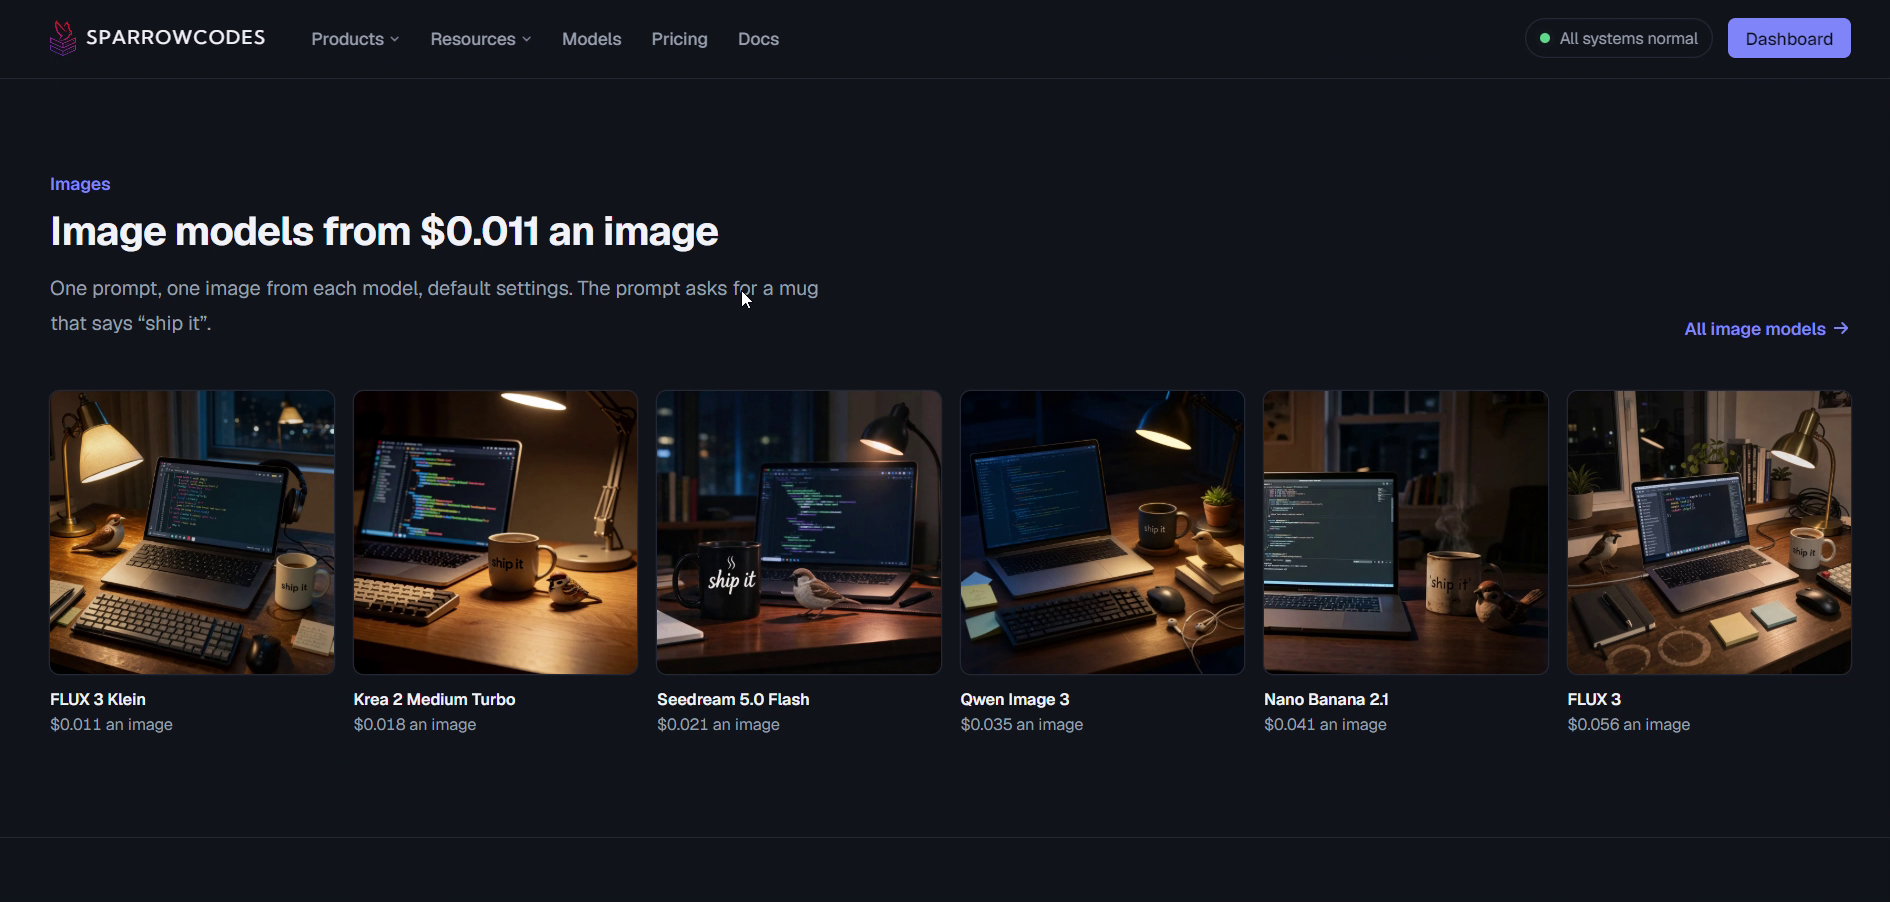 SPARROWCODES
Products
Resources
Models
Pricing
Docs
All systems normal
Dashboard
Images
Image models from $0.011 an image
One prompt, one image from each model, default settings. The prompt asks for a mug
that says “ship it”.
All image models →
ship it
ship it
ship it
ship it
'ship it'
ship it
FLUX 3 Klein
$0.011 an image
Krea 2 Medium Turbo
$0.018 an image
Seedream 5.0 Flash
$0.021 an image
Qwen Image 3
$0.035 an image
Nano Banana 2.1
$0.041 an image
FLUX 3
$0.056 an image